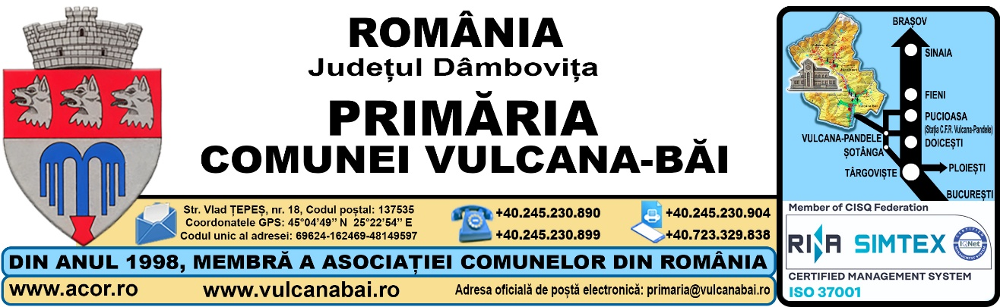 ROMÂNIA
Județul Dâmbovița
PRIMĂRIA
COMUNEI VULCANA-BĂI
Str. Vlad ȚEPEȘ, nr. 18, Codul poștal: 137535
Coordonatele GPS: 45°04'49’’ N 25°22'54’’ E
Codul unic al adresei: 69624-162469-48149597
+40.245.230.890
+40.245.230.899
+40.245.230.904
+40.723.329.838
DIN ANUL 1998, MEMBRĂ A ASOCIAȚIEI COMUNELOR DIN ROMÂNIA
www.acor.ro
www.vulcanabai.ro
Adresa oficială de poștă electronică: primaria@vulcanabai.ro
BRAȘOV
SINAIA
FIENI
PUCIOASA
(Stația C.F.R. Vulcana-Pandele)
VULCANA-PANDELE
DOICEȘTI
ȘOTÂNGA
TÂRGOVIȘTE
PLOIEȘTI
BUCUREȘTI
Member of CISQ Federation
RINA SIMTEX
IQNet
CERTIFIED MANAGEMENT SYSTEM
ISO 37001